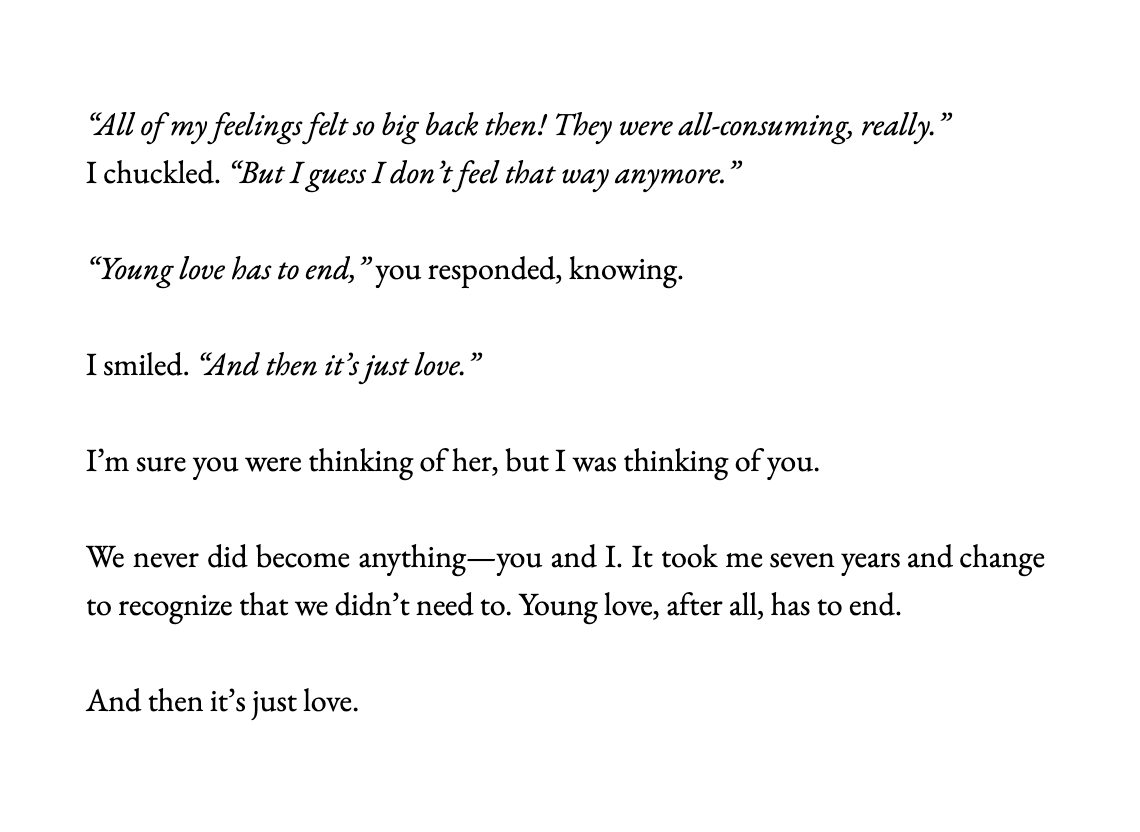 “All of my feelings felt so big back then! They were all-consuming, really.”
I chuckled. “But I guess I don’t feel that way anymore.”
“Young love has to end,” you responded, knowing.
I smiled. “And then it’s just love.”
I’m sure you were thinking of her, but I was thinking of you.
We never did become anything—you and I. It took me seven years and change
to recognize that we didn’t need to. Young love, after all, has to end.
And then it’s just love.